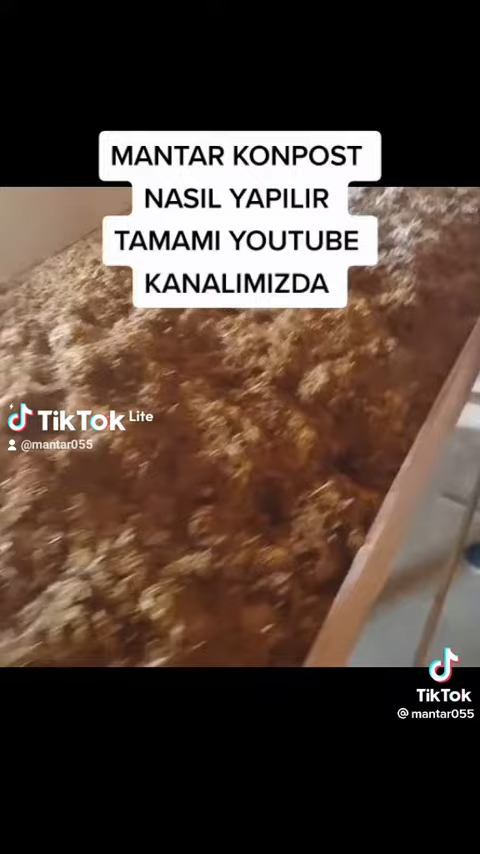 MANTAR KONPOST
NASIL YAPILIR
TAMAMI YOUTUBE
KANALIMIZDA
TikTok Lite
@mantar055
TikTok
@mantar055